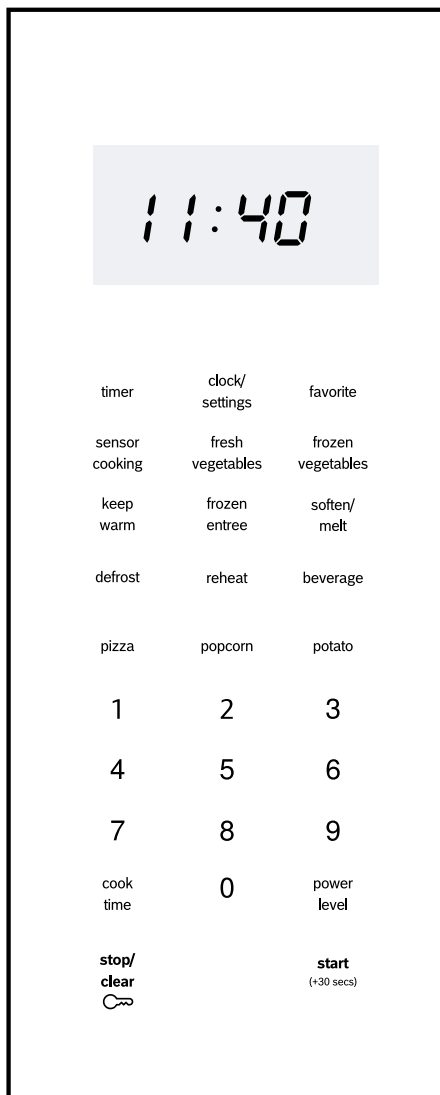 11:40
timer
clock/
settings
favorite
sensor
cooking
fresh
vegetables
frozen
vegetables
keep
warm
frozen
entree
soften/
melt
defrost
reheat
beverage
pizza
popcorn
potato
1
2
3
4
5
6
7
8
9
cook
time
0
power
level
stop/
clear
start
(+30 secs)